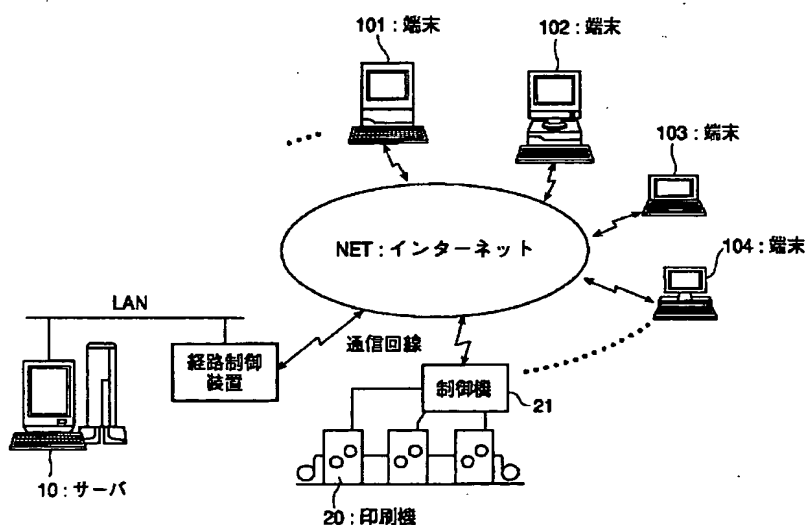 101:端末
102:端末
103:端末
104:端末
NET:インターネット
LAN
通信回線
経路制御
装置
制御機
21
10:サーバ
20:印刷機